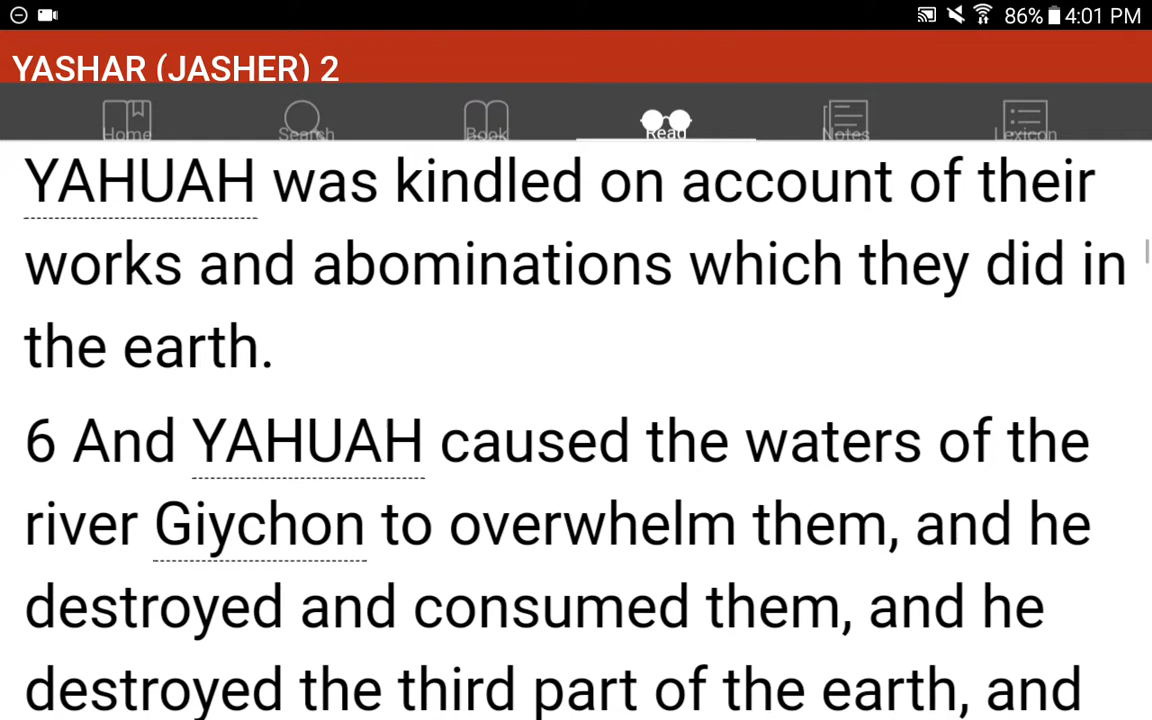 86% 4:01 PM
YASHAR (JASHER) 2
Home Search Book Read Notes Lexicon
YAHUAH was kindled on account of their
works and abominations which they did in
the earth.
6 And YAHUAH caused the waters of the
river Giychon to overwhelm them, and he
destroyed and consumed them, and he
destroyed the third part of the earth, and